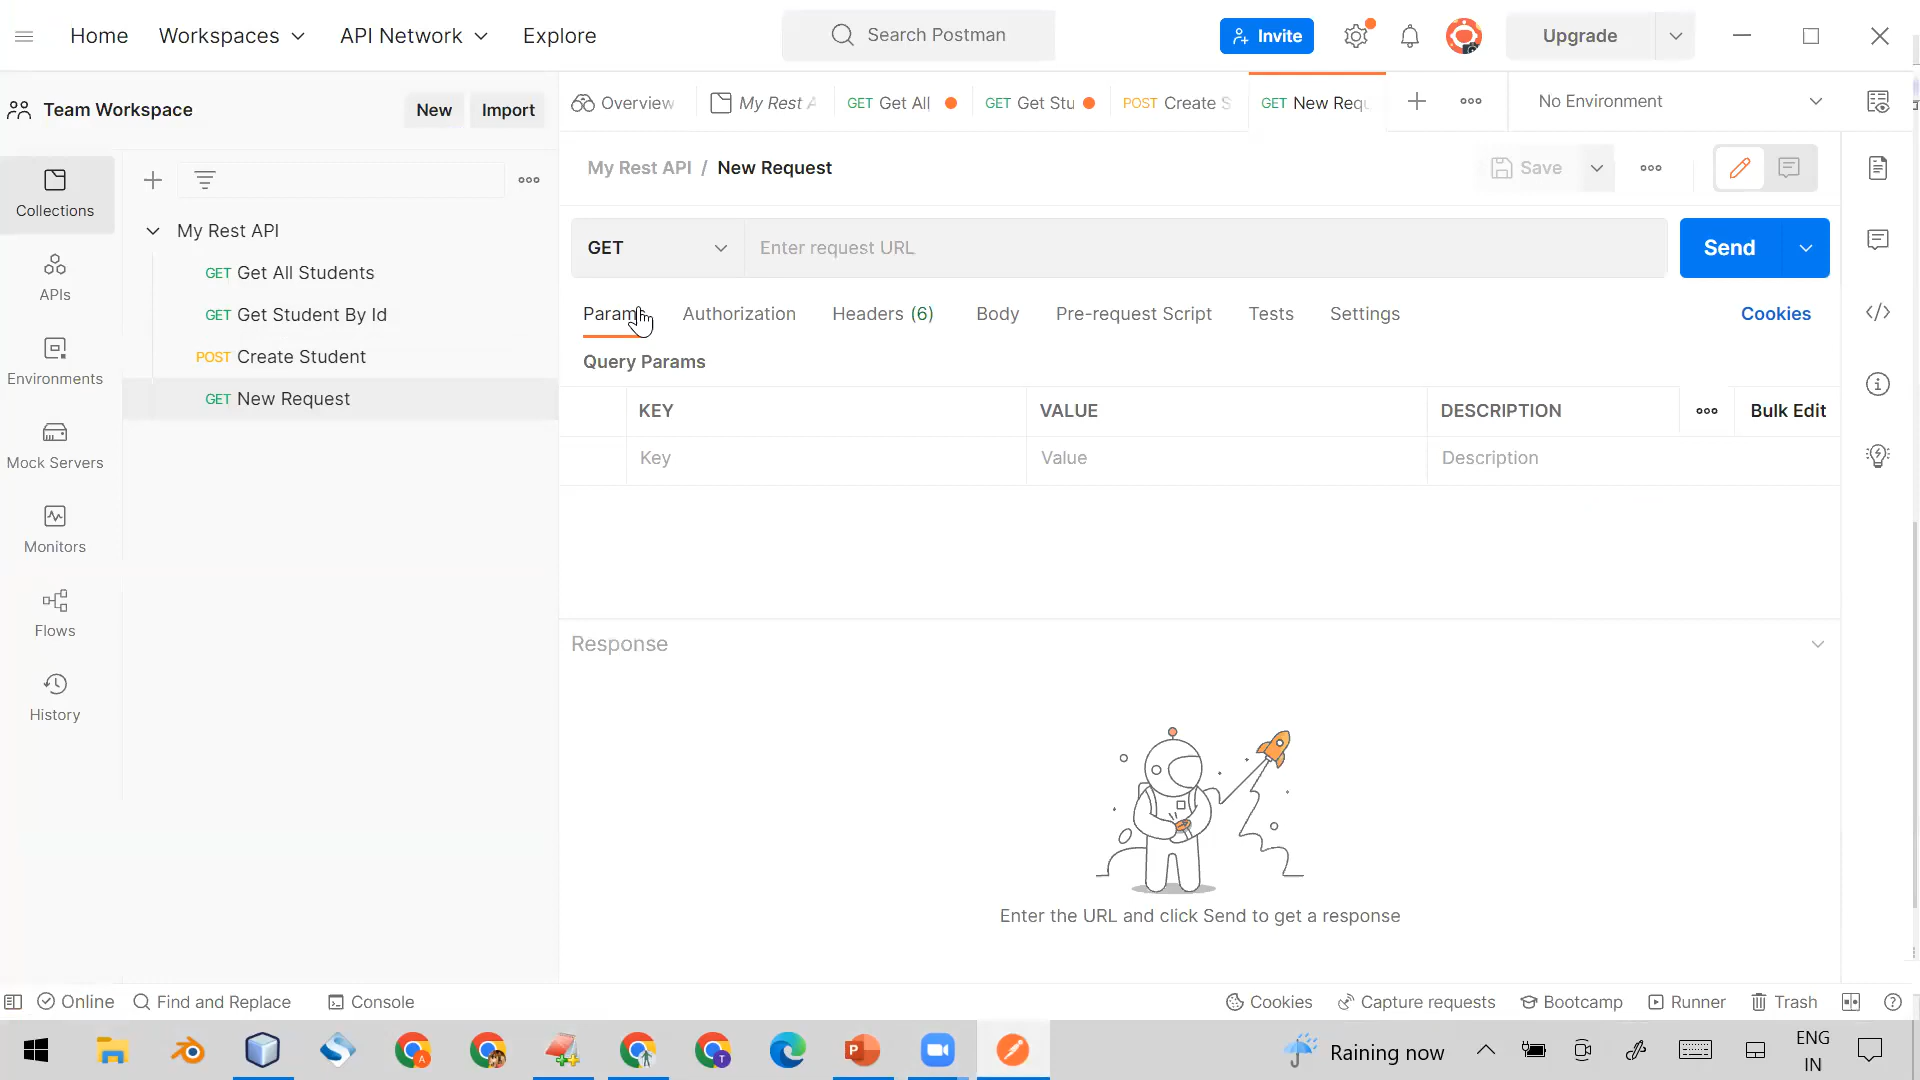 Home Workspaces API Network Explore Search Postman Invite Upgrade
Team Workspace New Import
Overview My Rest A GET Get All GET Get Stu POST Create S GET New Requ No Environment
Collections
APIs
Environments
Mock Servers
Monitors
Flows
History
My Rest API
GET Get All Students
GET Get Student By Id
POST Create Student
GET New Request
My Rest API / New Request Save
GET Enter request URL Send
Params Authorization Headers (6) Body Pre-request Script Tests Settings Cookies
Query Params
KEY VALUE DESCRIPTION Bulk Edit
Key Value Description
Response
Enter the URL and click Send to get a response
Online Find and Replace Console Cookies Capture requests Bootcamp Runner Trash
Raining now ENG
IN